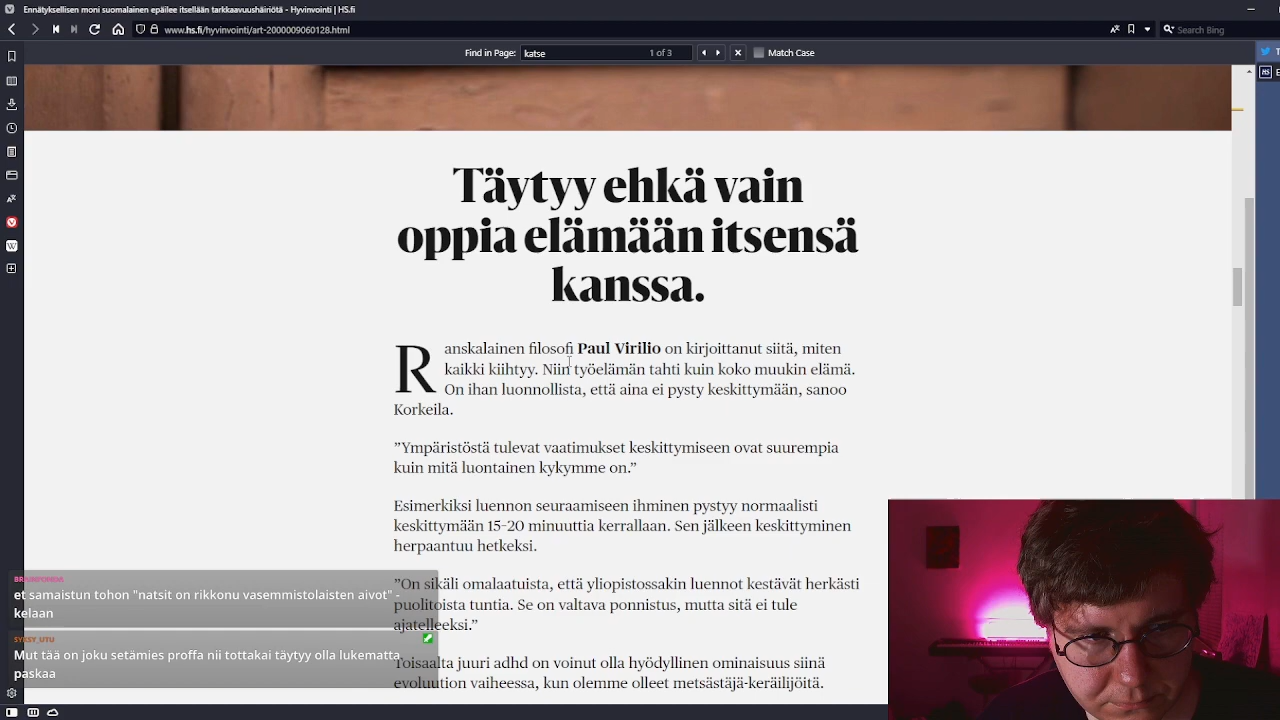 Ennätyksellisen moni suomalainen epäilee itsellään tarkkaavuushäiriötä - Hyvinvointi | HS.fi
www.hs.fi/hyvinvointi/art-2000009060128.html
Search Bing
Find in Page:
katse
1 of 3
Match Case
Täytyy ehkä vain
oppia elämään itsensä
kanssa.
Ranskalainen filosofi Paul Virilio on kirjoittanut siitä, miten
kaikki kiihtyy. Niin työelämän tahti kuin koko muukin elämä.
On ihan luonnollista, että aina ei pysty keskittymään, sanoo
Korkeila.
”Ympäristöstä tulevat vaatimukset keskittymiseen ovat suurempia
kuin mitä luontainen kykymme on.”
Esimerkiksi luennon seuraamiseen ihminen pystyy normaalisti
keskittymään 15–20 minuuttia kerrallaan. Sen jälkeen keskittyminen
herpaantuu hetkeksi.
”On sikäli omalaatuista, että yliopistossakin luennot kestävät herkästi
puolitoista tuntia. Se on valtava ponnistus, mutta sitä ei tule
ajatelleeksi.”
Toisaalta juuri adhd on voinut olla hyödyllinen ominaisuus siinä
evoluution vaiheessa, kun olemme olleet metsästäjä-keräilijöitä.
et samaistun tohon "natsit on rikkonu vasemmistolaisten aivot" -
kelaan
SYKSY_UTU
Mut tää on joku setämies proffa nii tottakai täytyy olla lukematta
paskaa